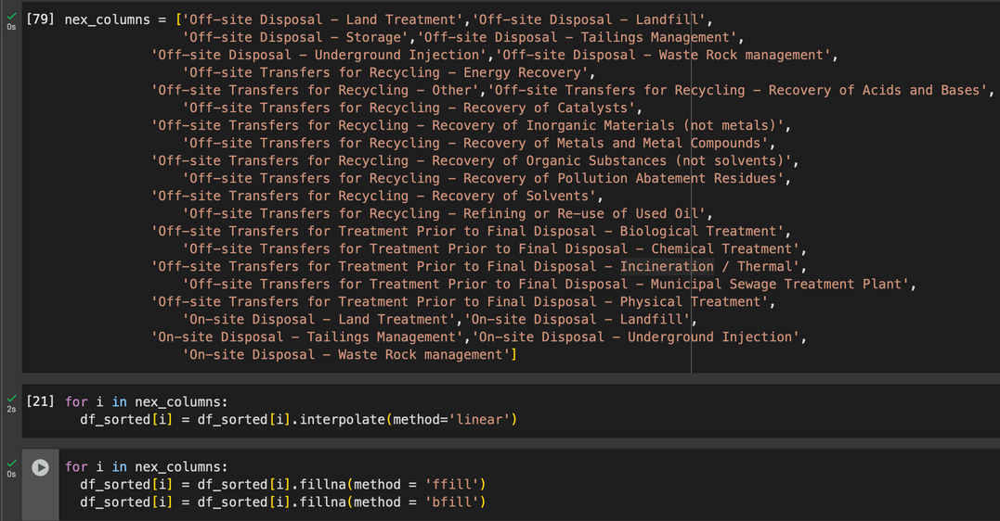 [79] nex_columns = ['Off-site Disposal - Land Treatment','Off-site Disposal - Landfill',
'Off-site Disposal - Storage','Off-site Disposal - Tailings Management',
'Off-site Disposal - Underground Injection','Off-site Disposal - Waste Rock management',
'Off-site Transfers for Recycling - Energy Recovery',
'Off-site Transfers for Recycling - Other','Off-site Transfers for Recycling - Recovery of Acids and Bases',
'Off-site Transfers for Recycling - Recovery of Catalysts',
'Off-site Transfers for Recycling - Recovery of Inorganic Materials (not metals)',
'Off-site Transfers for Recycling - Recovery of Metals and Metal Compounds',
'Off-site Transfers for Recycling - Recovery of Organic Substances (not solvents)',
'Off-site Transfers for Recycling - Recovery of Pollution Abatement Residues',
'Off-site Transfers for Recycling - Recovery of Solvents',
'Off-site Transfers for Recycling - Refining or Re-use of Used Oil',
'Off-site Transfers for Treatment Prior to Final Disposal - Biological Treatment',
'Off-site Transfers for Treatment Prior to Final Disposal - Chemical Treatment',
'Off-site Transfers for Treatment Prior to Final Disposal - Incineration / Thermal',
'Off-site Transfers for Treatment Prior to Final Disposal - Municipal Sewage Treatment Plant',
'Off-site Transfers for Treatment Prior to Final Disposal - Physical Treatment',
'On-site Disposal - Land Treatment','On-site Disposal - Landfill',
'On-site Disposal - Tailings Management','On-site Disposal - Underground Injection',
'On-site Disposal - Waste Rock management']
0s
[21] for i in nex_columns:
df_sorted[i] = df_sorted[i].interpolate(method='linear')
2s
for i in nex_columns:
df_sorted[i] = df_sorted[i].fillna(method = 'ffill')
df_sorted[i] = df_sorted[i].fillna(method = 'bfill')
0s